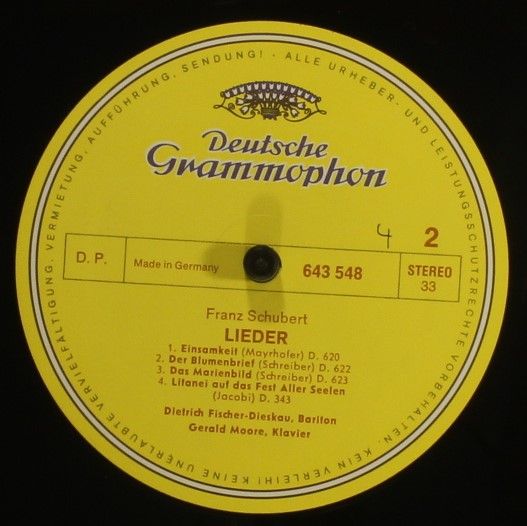 ALLE URHEBER- UND LEISTUNGSSCHUTZRECHTE VORBEHALTEN. KEIN VERLEIH! KEINE UNERLAUBTE VERVIELFÄLTIGUNG, VERMIETUNG, AUFFÜHRUNG, SENDUNG! -
Deutsche
Grammophon
4
2
D. P.
Made in Germany
643 548
STEREO
33
Franz Schubert
LIEDER
1. Einsamkeit (Mayrhofer) D. 620
2. Der Blumenbrief (Schreiber) D. 622
3. Das Marienbild (Schreiber) D. 623
4. Litanei auf das Fest Aller Seelen
(Jacobi) D. 343
Dietrich Fischer-Dieskau, Bariton
Gerald Moore, Klavier